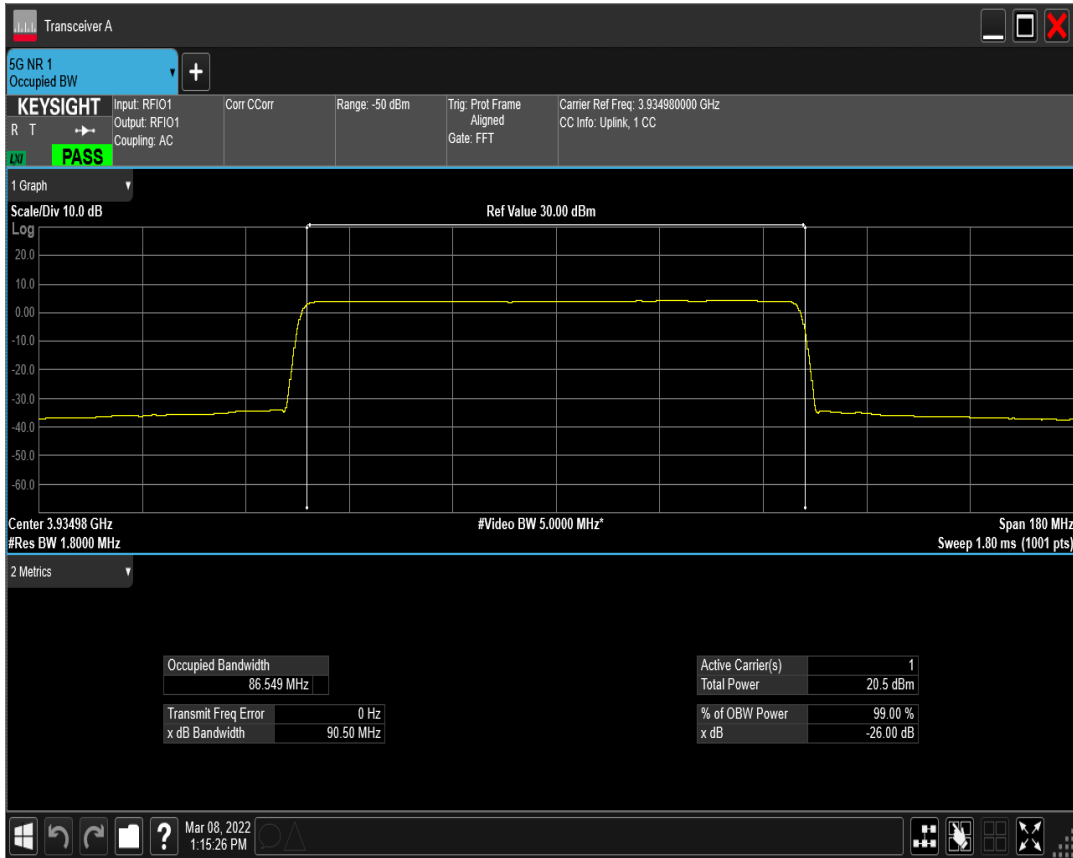 Transceiver A
5G NR 1
Occupied BW
+
KEYSIGHT
R T
LXI
PASS
Input: RFIO1
Output: RFIO1
Coupling: AC
Corr CCorr
Range: -50 dBm
Trig: Prot Frame
Aligned
Gate: FFT
Carrier Ref Freq: 3.934980000 GHz
CC Info: Uplink, 1 CC
1 Graph
Scale/Div 10.0 dB
Ref Value 30.00 dBm
Log
20.0
10.0
0.00
-10.0
-20.0
-30.0
-40.0
-50.0
-60.0
Center 3.93498 GHz
#Video BW 5.0000 MHz*
Span 180 MHz
#Res BW 1.8000 MHz
Sweep 1.80 ms (1001 pts)
2 Metrics
Occupied Bandwidth
86.549 MHz
Transmit Freq Error 0 Hz
x dB Bandwidth 90.50 MHz
Active Carrier(s) 1
Total Power 20.5 dBm
% of OBW Power 99.00 %
x dB -26.00 dB
?
Mar 08, 2022
1:15:26 PM